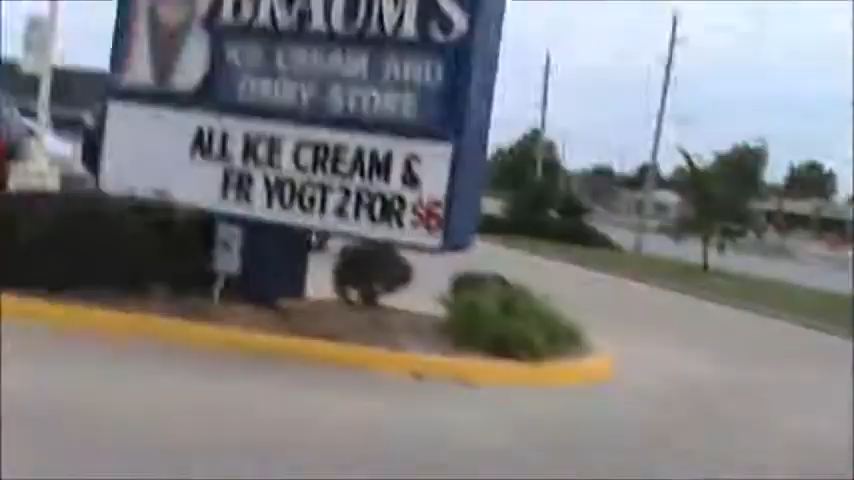 BRAUM'S
ICE CREAM AND
DAIRY STORE
ALL ICE CREAM &
FR YOGT 2 FOR $6